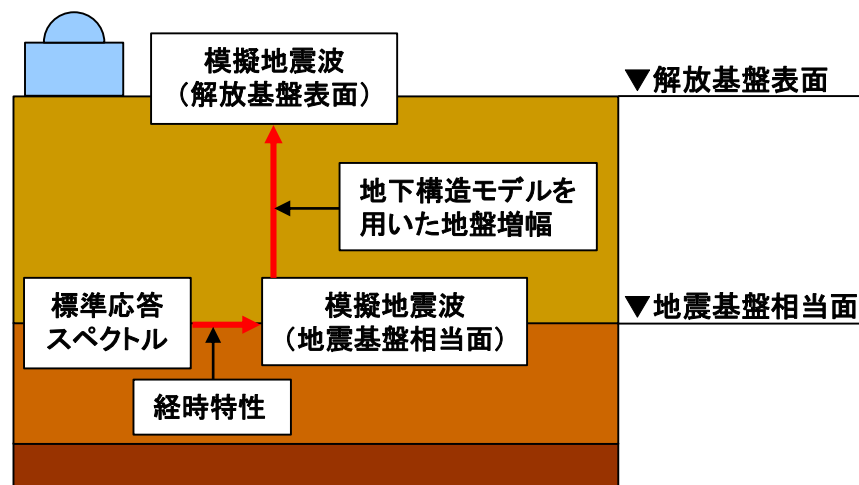 模擬地震波
（解放基盤表面）
▼解放基盤表面
地下構造モデルを
用いた地盤増幅
標準応答
スペクトル
模擬地震波
（地震基盤相当面）
▼地震基盤相当面
経時特性